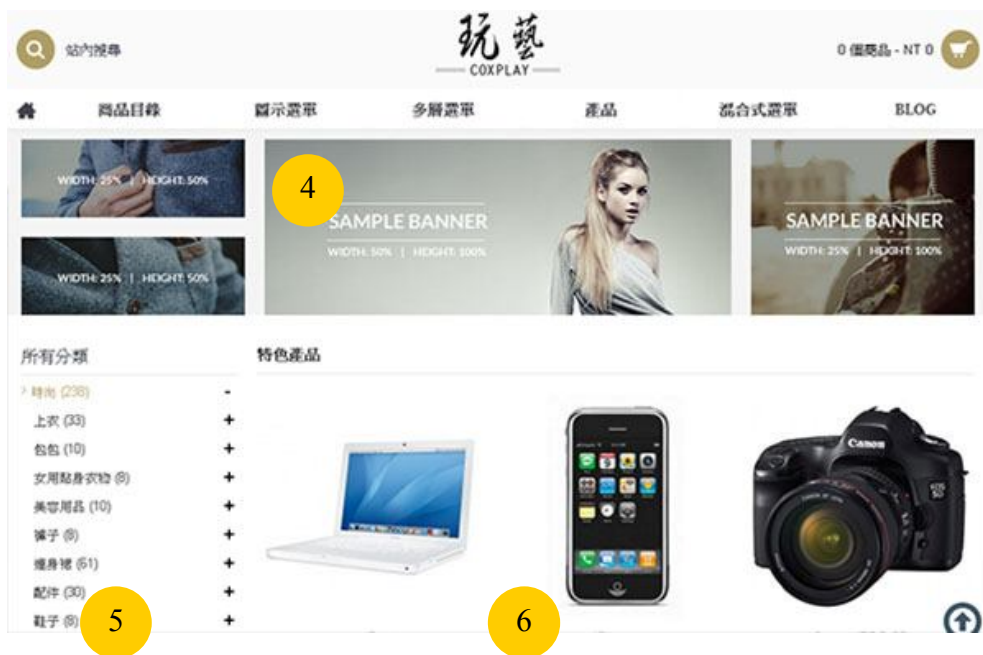 站內搜尋
玩藝
COXPLAY
0 個商品 - NT 0
商品目錄
圖示選單
多層選單
產品
混合式選單
BLOG
WIDTH: 25% | HEIGHT: 50%
4
SAMPLE BANNER
WIDTH: 50% | HEIGHT: 100%
SAMPLE BANNER
WIDTH: 25% | HEIGHT: 100%
WIDTH: 25% | HEIGHT: 50%
所有分類
特色產品
時尚 (238) -
上衣 (33) +
包包 (10) +
女用貼身衣物 (8) +
美容用品 (10) +
褲子 (8) +
連身裙 (61) +
配件 (30) +
鞋子 (8) +
Canon
EOS
5D
5
6